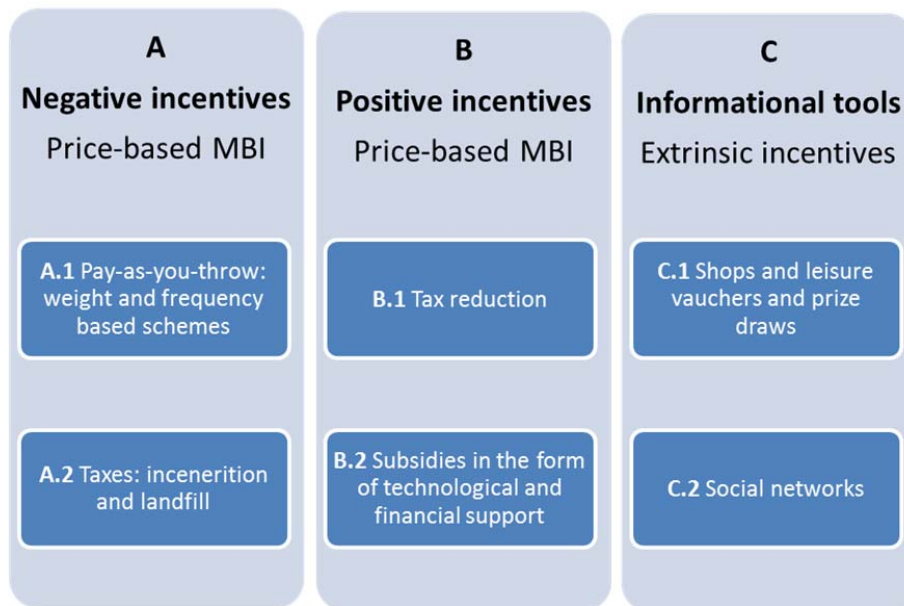 A
Negative incentives
Price-based MBI
A.1 Pay-as-you-throw:
weight and frequency
based schemes
A.2 Taxes: incenerition
and landfill
B
Positive incentives
Price-based MBI
B.1 Tax reduction
B.2 Subsidies in the form
of technological and
financial support
C
Informational tools
Extrinsic incentives
C.1 Shops and leisure
vauchers and prize
draws
C.2 Social networks